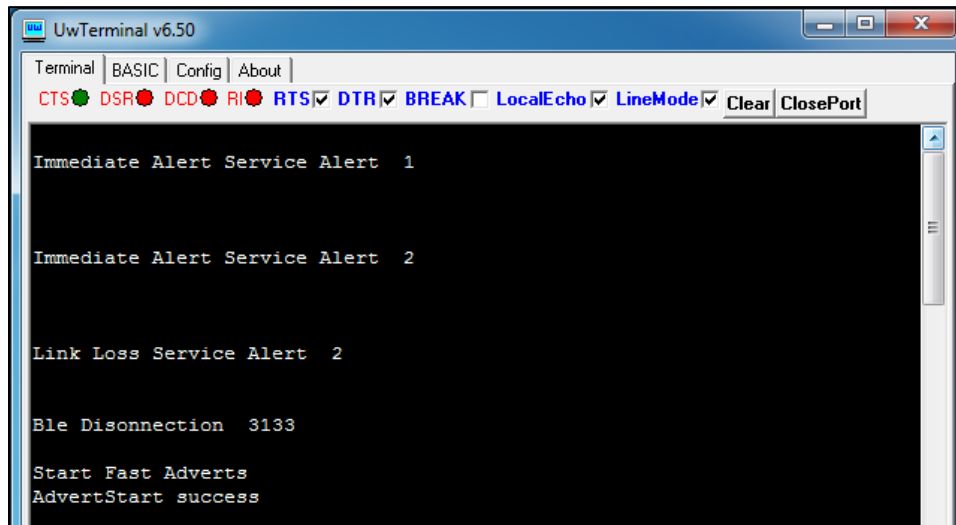 UwTerminal v6.50
Terminal BASIC Config About
CTS DSR DCD RI RTS DTR BREAK LocalEcho LineMode Clear ClosePort
Immediate Alert Service Alert  1
Immediate Alert Service Alert  2
Link Loss Service Alert  2
Ble Disonnection  3133
Start Fast Adverts
AdvertStart success